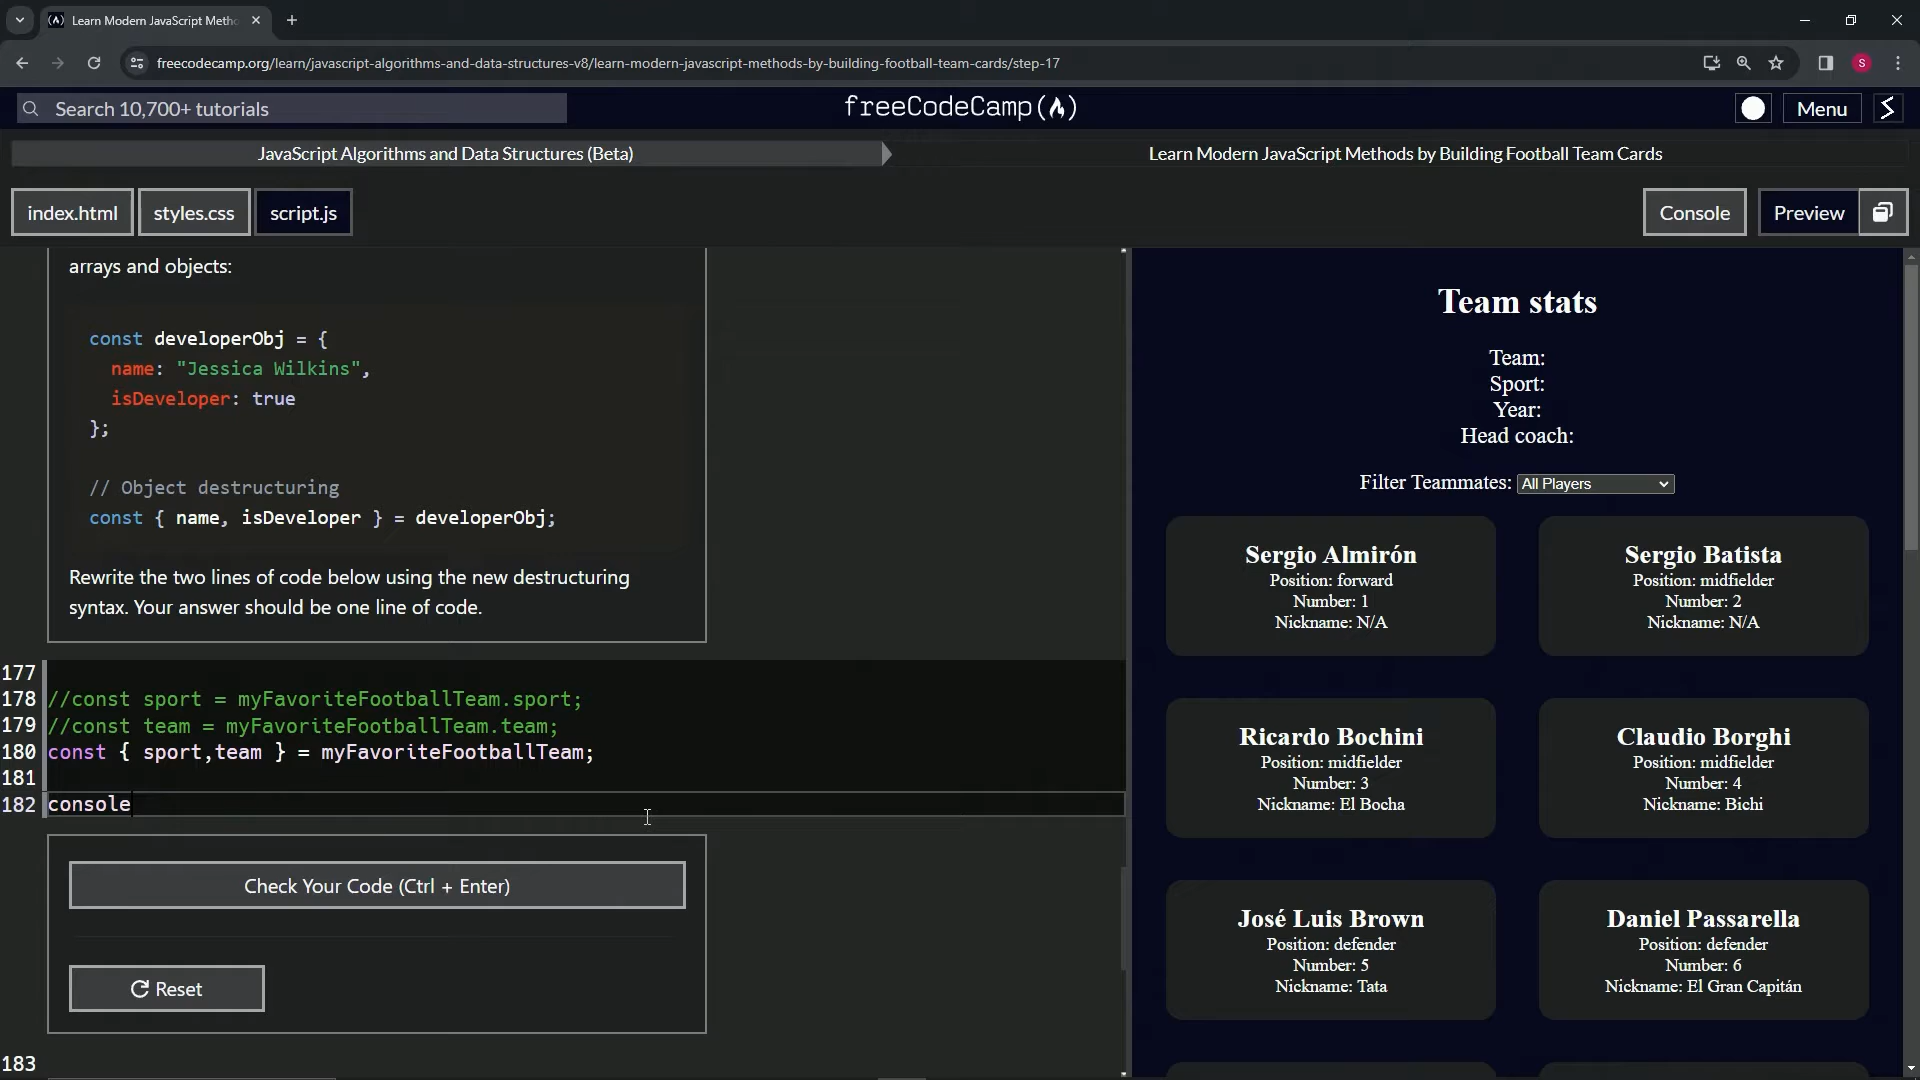 Learn Modern JavaScript Metho
freecodecamp.org/learn/javascript-algorithms-and-data-structures-v8/learn-modern-javascript-methods-by-building-football-team-cards/step-17
S
Search 10,700+ tutorials
freeCodeCamp
Menu
JavaScript Algorithms and Data Structures (Beta)
Learn Modern JavaScript Methods by Building Football Team Cards
index.html
styles.css
script.js
Console
Preview
arrays and objects:
const developerObj = {
name: "Jessica Wilkins",
isDeveloper: true
};
// Object destructuring
const { name, isDeveloper } = developerObj;
Rewrite the two lines of code below using the new destructuring
syntax. Your answer should be one line of code.
177
178 //const sport = myFavoriteFootballTeam.sport;
179 //const team = myFavoriteFootballTeam.team;
180 const { sport,team } = myFavoriteFootballTeam;
181
182 console
Check Your Code (Ctrl + Enter)
Reset
183
Team stats
Team:
Sport:
Year:
Head coach:
Filter Teammates: All Players
Sergio Almirón
Position: forward
Number: 1
Nickname: N/A
Sergio Batista
Position: midfielder
Number: 2
Nickname: N/A
Ricardo Bochini
Position: midfielder
Number: 3
Nickname: El Bocha
Claudio Borghi
Position: midfielder
Number: 4
Nickname: Bichi
José Luis Brown
Position: defender
Number: 5
Nickname: Tata
Daniel Passarella
Position: defender
Number: 6
Nickname: El Gran Capitán